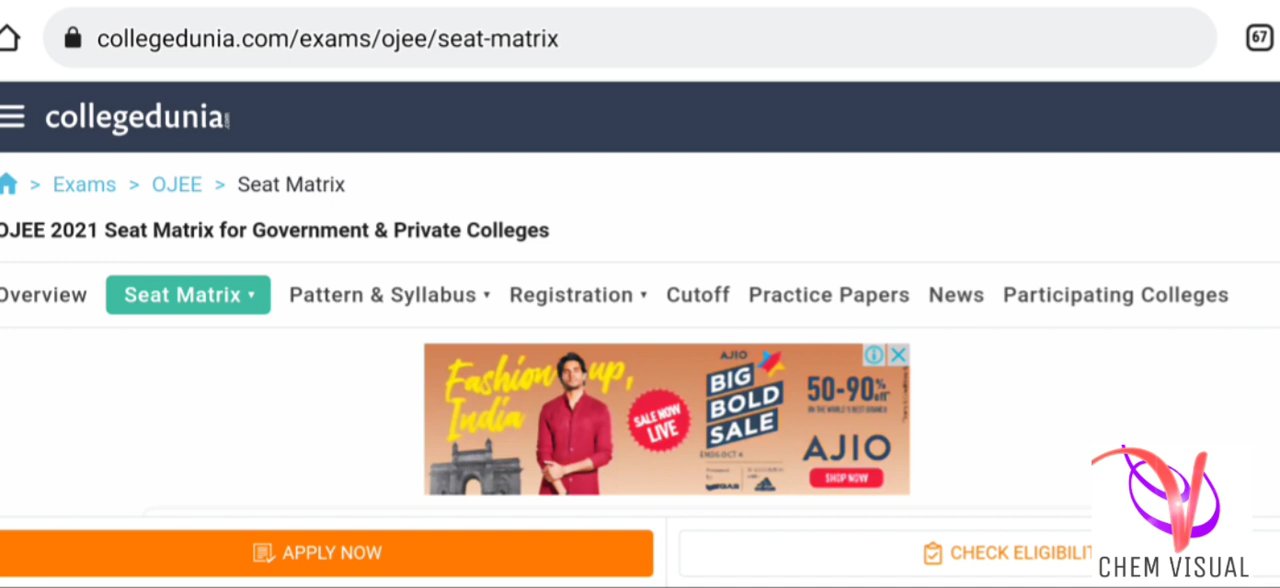 collegedunia.com/exams/ojee/seat-matrix
67
collegedunia
> Exams > OJEE > Seat Matrix
OJEE 2021 Seat Matrix for Government & Private Colleges
Overview Seat Matrix Pattern & Syllabus Registration Cutoff Practice Papers News Participating Colleges
Fashion up,
India
SALE NOW
LIVE
AJIO
BIG
BOLD
SALE
50-90% off
AJIO
SHOP NOW
APPLY NOW
CHECK ELIGIBILIT
CHEM VISUAL